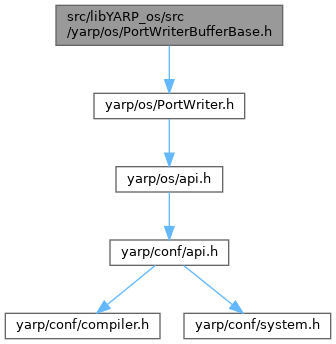 src/libYARP_os/src
/yarp/os/PortWriterBufferBase.h
yarp/os/PortWriter.h
yarp/os/api.h
yarp/conf/api.h
yarp/conf/compiler.h
yarp/conf/system.h